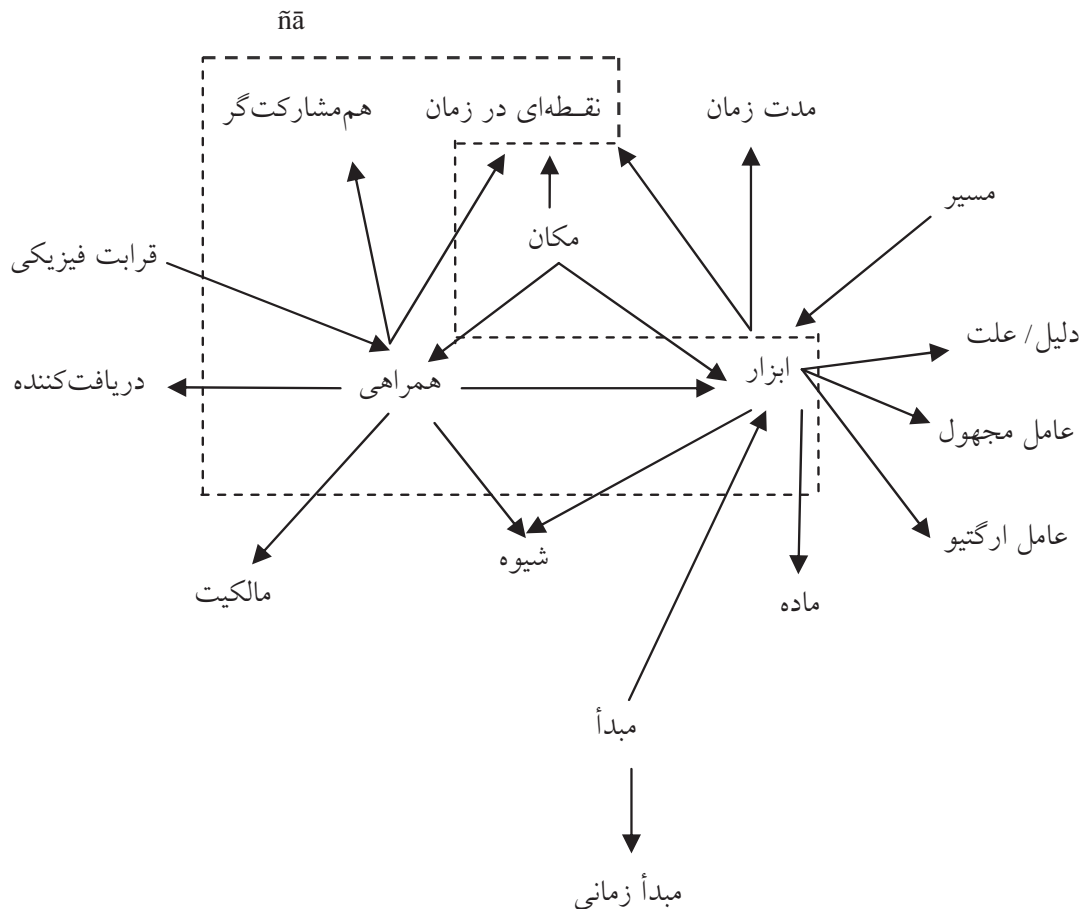 ñā
هم‌مشارکت‌گر
نقطه‌ای در زمان
مدت زمان
مسیر
مکان
قرابت فیزیکی
دلیل/ علت
ابزار
همراهی
دریافت‌کننده
عامل مجهول
عامل ارگتیو
شیوه
مالکیت
ماده
مبدأ
مبدأ زمانی